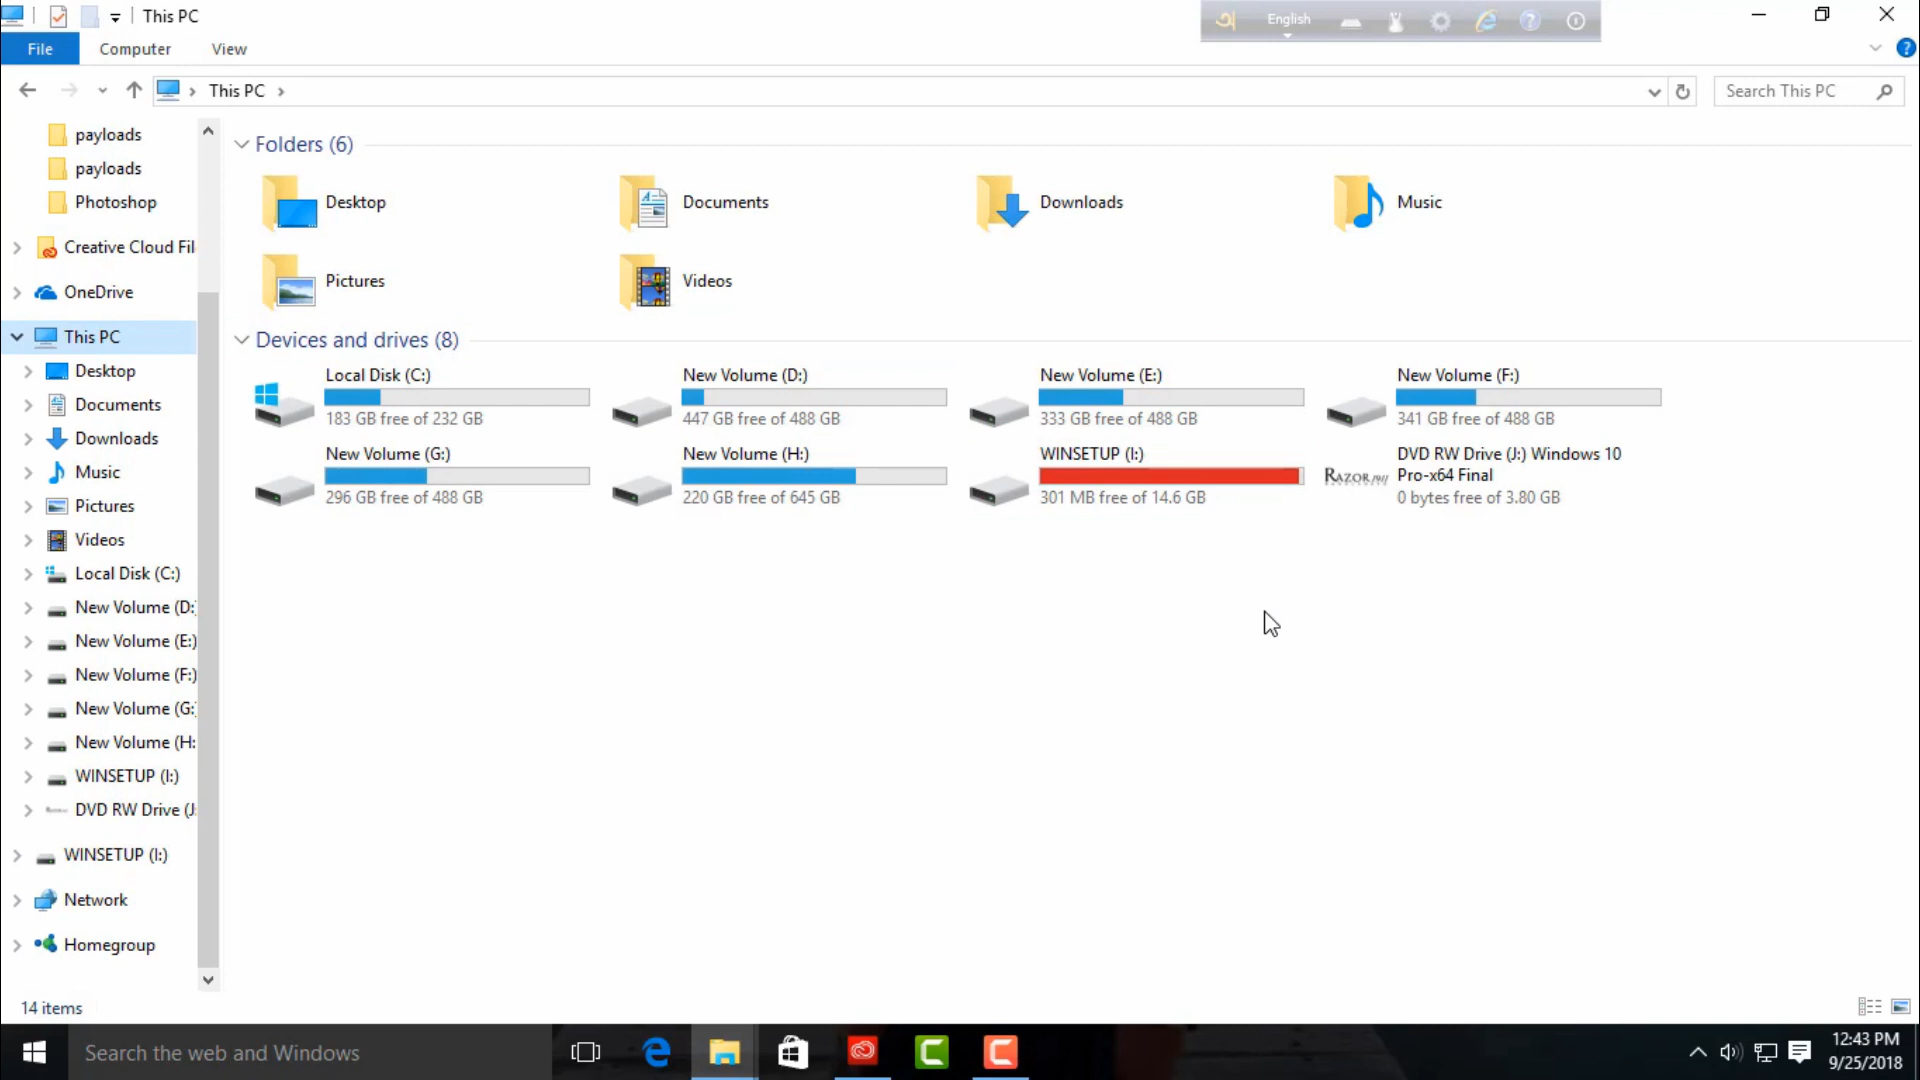 This PC
English
File
Computer
View
This PC
Search This PC
payloads
payloads
Photoshop
Creative Cloud Fil
OneDrive
This PC
Desktop
Documents
Downloads
Music
Pictures
Videos
Local Disk (C:)
New Volume (D:
New Volume (E:)
New Volume (F:)
New Volume (G:
New Volume (H:
WINSETUP (I:)
DVD RW Drive (J:
WINSETUP (I:)
Network
Homegroup
Folders (6)
Desktop
Documents
Downloads
Music
Pictures
Videos
Devices and drives (8)
Local Disk (C:)
183 GB free of 232 GB
New Volume (D:)
447 GB free of 488 GB
New Volume (E:)
333 GB free of 488 GB
New Volume (F:)
341 GB free of 488 GB
New Volume (G:)
296 GB free of 488 GB
New Volume (H:)
220 GB free of 645 GB
WINSETUP (I:)
301 MB free of 14.6 GB
RAZOR
DVD RW Drive (J:) Windows 10
Pro-x64 Final
0 bytes free of 3.80 GB
14 items
Search the web and Windows
12:43 PM
9/25/2018